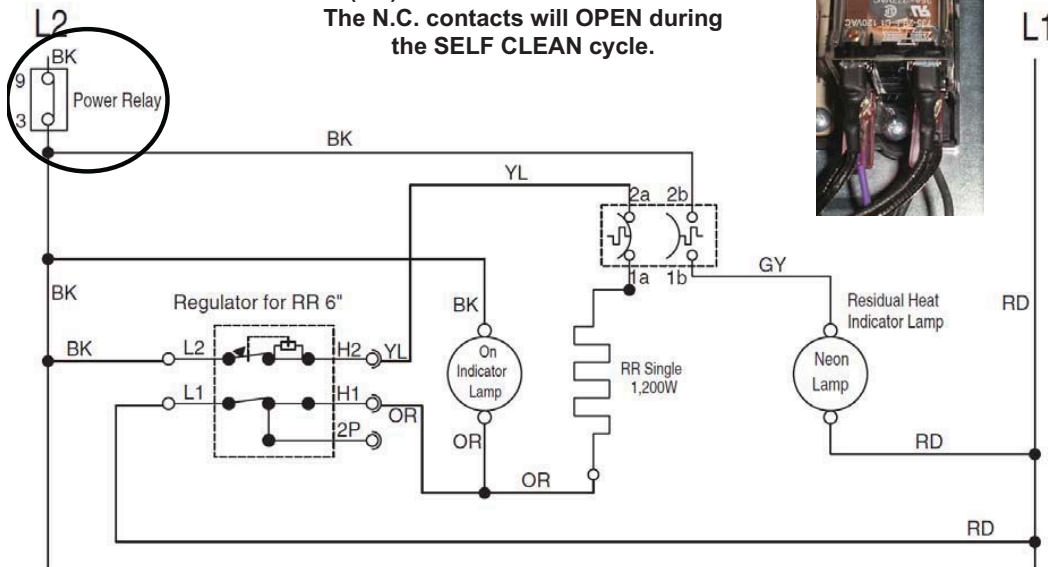 The N.C. contacts will OPEN during
the SELF CLEAN cycle.
L2
L1
BK
9
3
Power Relay
BK
YL
2a 2b
1a 1b
GY
BK
Regulator for RR 6"
BK
BK
L2
H2
YL
L1
H1
OR
2P
On
Indicator
Lamp
OR
OR
RR Single
1,200W
Residual Heat
Indicator Lamp
RD
Neon
Lamp
RD
RD
120VAC